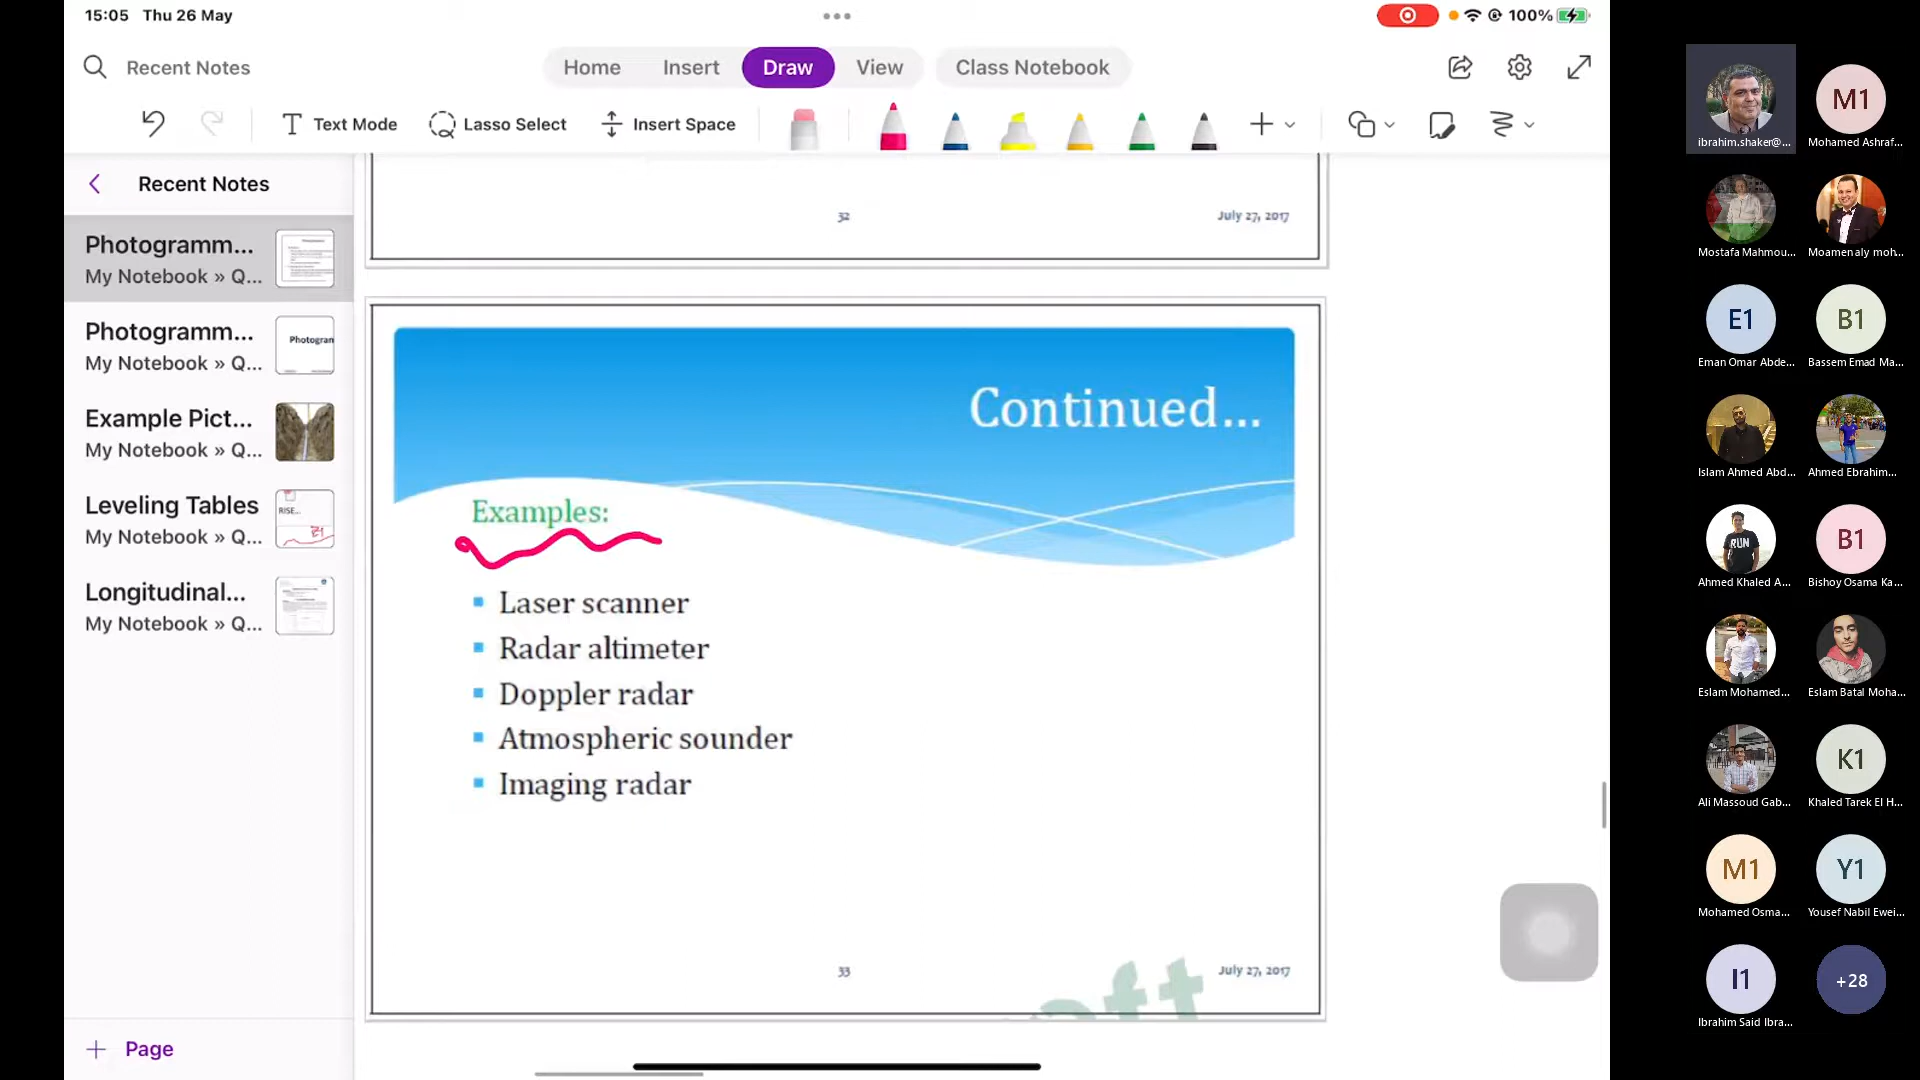 15:05 Thu 26 May
100%
Recent Notes
Home Insert Draw View Class Notebook
Text Mode Lasso Select Insert Space
Recent Notes
Photogramm...
My Notebook » Q...
Photogramm...
My Notebook » Q...
Photogran
Example Pict...
My Notebook » Q...
Leveling Tables
My Notebook » Q...
RISE...
Longitudinal...
My Notebook » Q...
Page
32 July 27, 2017
Continued...
Examples:
Laser scanner
Radar altimeter
Doppler radar
Atmospheric sounder
Imaging radar
33 July 27, 2017
ibrahim.shaker@...
M1
Mohamed Ashraf...
Mostafa Mahmou...
Moamenaly moh...
E1
Eman Omar Abde...
B1
Bassem Emad Ma...
Islam Ahmed Abd...
Ahmed Ebrahim...
RUN
Ahmed Khaled A...
B1
Bishoy Osama Ka...
Eslam Mohamed...
Eslam Batal Moha...
Ali Massoud Gab...
K1
Khaled Tarek El H...
M1
Mohamed Osma...
Y1
Yousef Nabil Ewei...
I1
Ibrahim Said Ibra...
+28